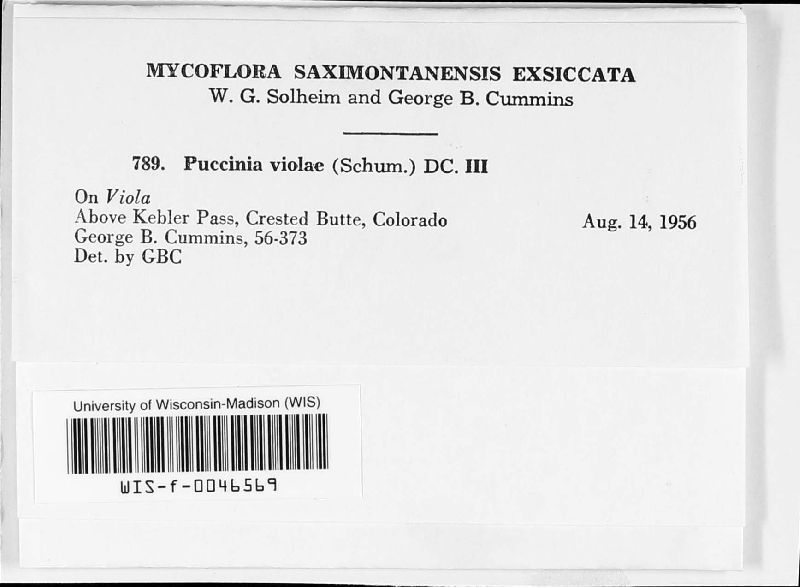 MYCOFLORA SAXIMONTANENSIS EXSICCATA
W. G. Solheim and George B. Cummins
789. Puccinia violae (Schum.) DC. III
On Viola
Above Kebler Pass, Crested Butte, Colorado Aug. 14, 1956
George B. Cummins, 56-373
Det. by GBC
University of Wisconsin-Madison (WIS)
WIS-f-0046569